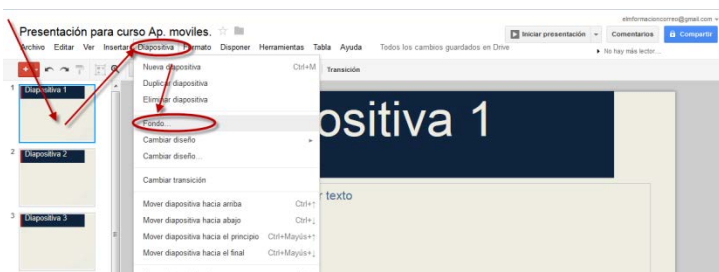 elinformacioncorreo@gmail.com
Presentación para curso Ap. moviles.
Iniciar presentación
Comentarios
Compartir
Archivo Editar Ver Insertar Diapositiva Formato Disponer Herramientas Tabla Ayuda Todos los cambios guardados en Drive
No hay más lector...
Nueva diapositiva Ctrl+M
Transición
Duplicar diapositiva
Eliminar diapositiva
Fondo...
Cambiar diseño
Cambiar diseño...
Cambiar transición
Mover diapositiva hacia arriba Ctrl+↑
Mover diapositiva hacia abajo Ctrl+↓
Mover diapositiva hacia el principio Ctrl+Mayús+↑
Mover diapositiva hacia el final Ctrl+Mayús+↓
1 Diapositiva 1
2 Diapositiva 2
3 Diapositiva 3
ositiva 1
texto